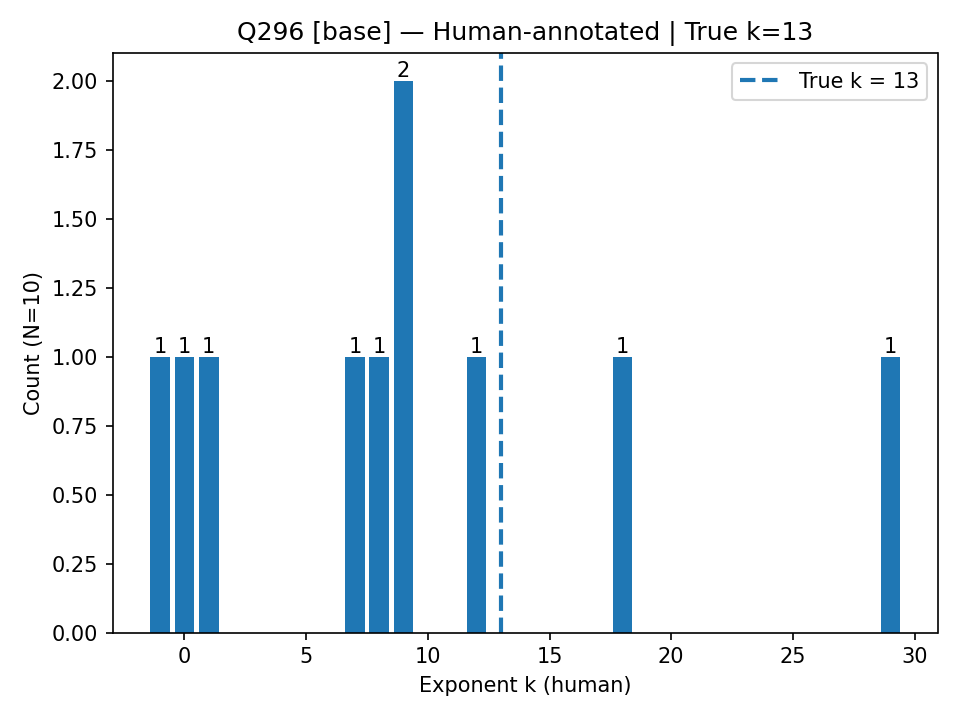 Q296 [base] — Human-annotated | True k=13
True k = 13
2
1 1 1 1 1 1 1 1
2.00
1.75
1.50
1.25
1.00
0.75
0.50
0.25
0.00
Count (N=10)
0 5 10 15 20 25 30
Exponent k (human)